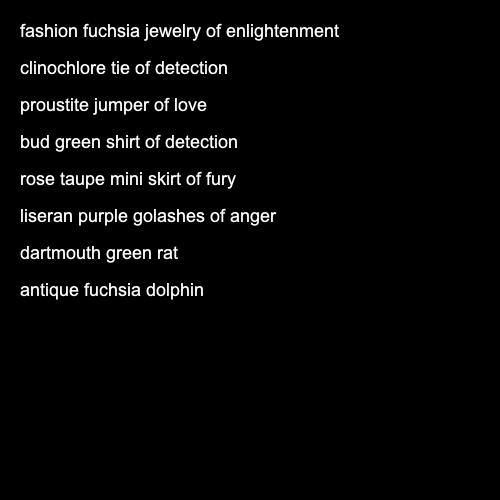 fashion fuchsia jewelry of enlightenment
clinochlore tie of detection
proustite jumper of love
bud green shirt of detection
rose taupe mini skirt of fury
liseran purple golashes of anger
dartmouth green rat
antique fuchsia dolphin